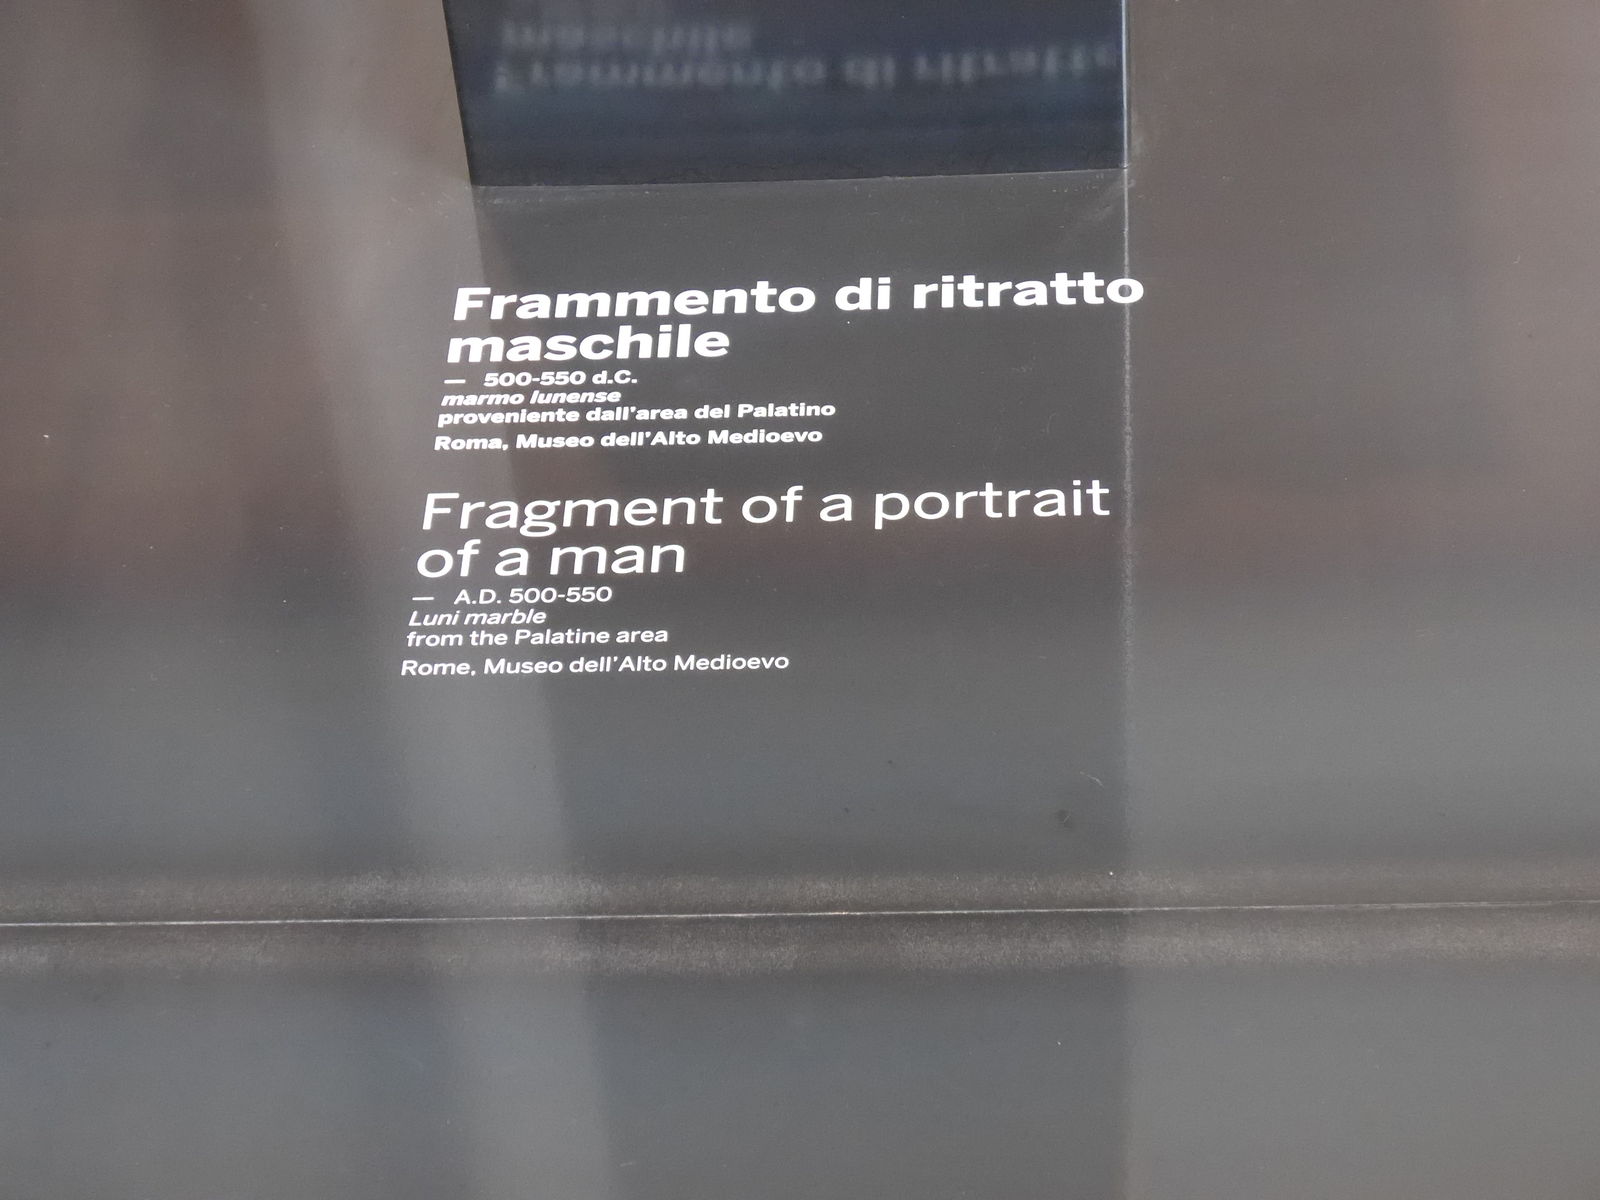 Frammento di ritratto
maschile
— 500-550 d.C.
marmo lunense
proveniente dall'area del Palatino
Roma, Museo dell'Alto Medioevo
Fragment of a portrait
of a man
— A.D. 500-550
Luni marble
from the Palatine area
Rome, Museo dell'Alto Medioevo